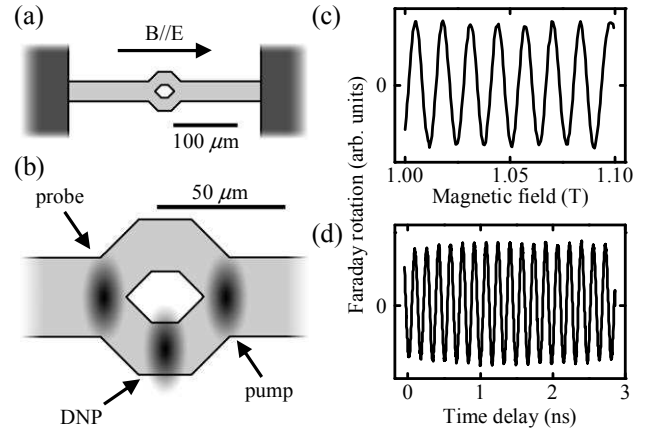 (a)
B//E
100 μm
(b)
50 μm
probe
DNP
pump
(c)
0
1.00 1.05 1.10
Magnetic field (T)
Faraday rotation (arb. units)
(d)
0
0 1 2 3
Time delay (ns)